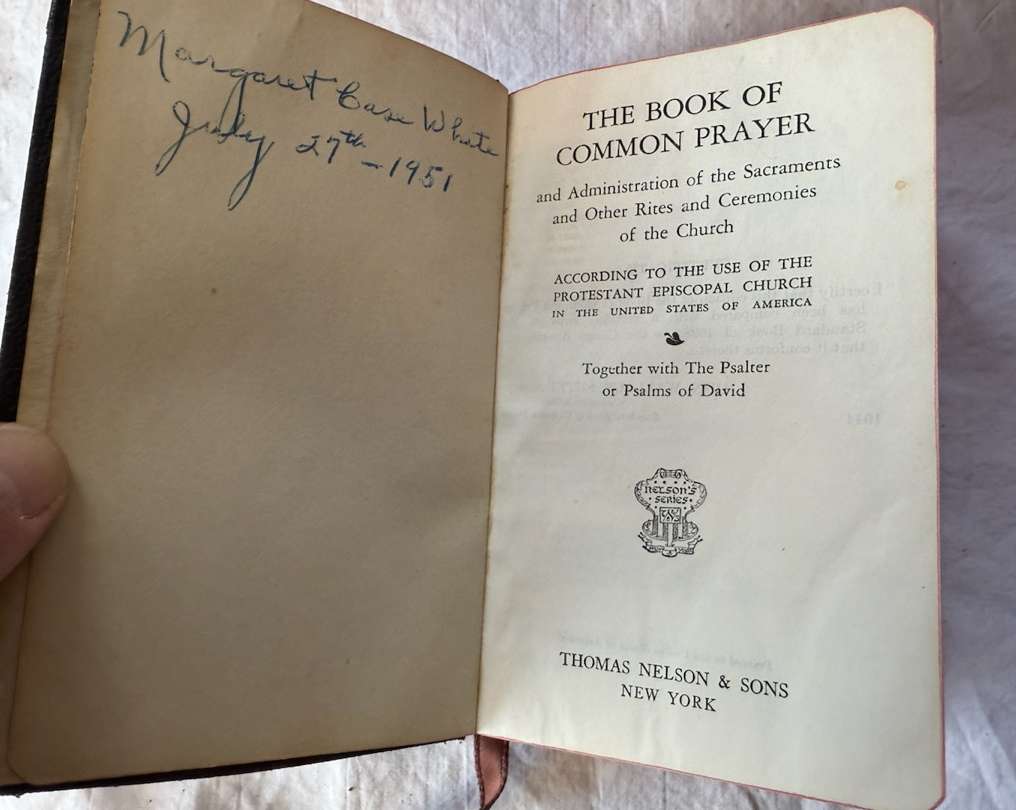 Margaret Case White
July 27th - 1951
THE BOOK OF
COMMON PRAYER
and Administration of the Sacraments
and Other Rites and Ceremonies
of the Church
ACCORDING TO THE USE OF THE
PROTESTANT EPISCOPAL CHURCH
IN THE UNITED STATES OF AMERICA
Together with The Psalter
or Psalms of David
NELSON'S
SERIES
THOMAS NELSON & SONS
NEW YORK